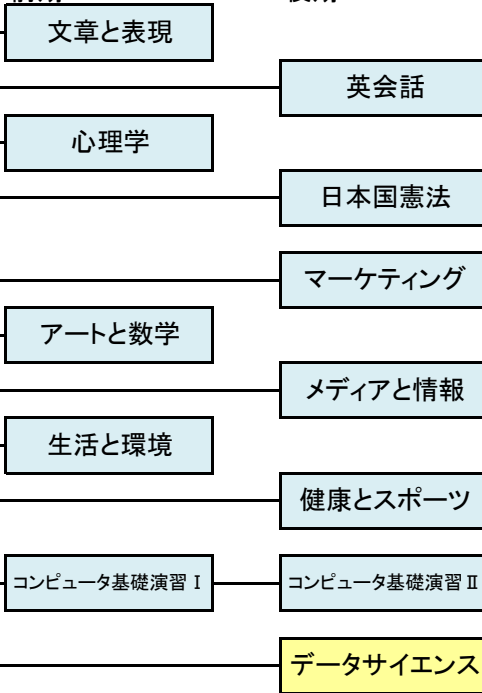 文章と表現
英会話
心理学
日本国憲法
マーケティング
アートと数学
メディアと情報
生活と環境
健康とスポーツ
コンピュータ基礎演習Ⅰ
コンピュータ基礎演習Ⅱ
データサイエンス